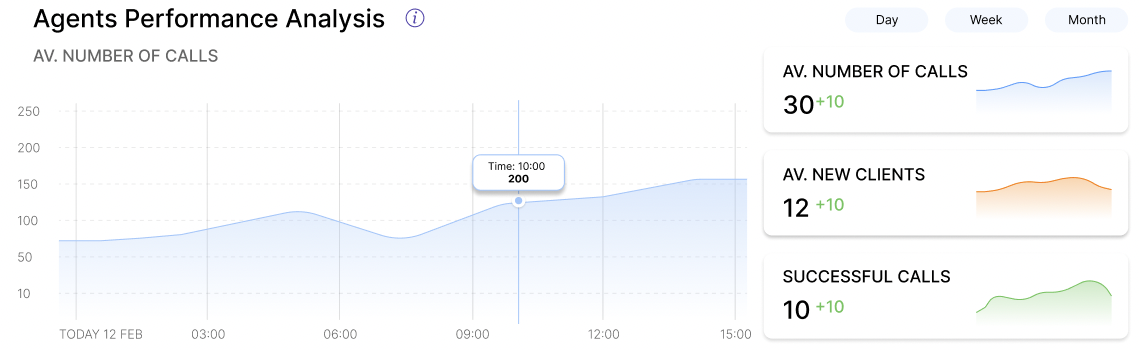 Agents Performance Analysis i
Day Week Month
AV. NUMBER OF CALLS
250
200
150
100
50
10
Time: 10:00
200
TODAY 12 FEB 03:00 06:00 09:00 12:00 15:00
AV. NUMBER OF CALLS
30 +10
AV. NEW CLIENTS
12 +10
SUCCESSFUL CALLS
10 +10